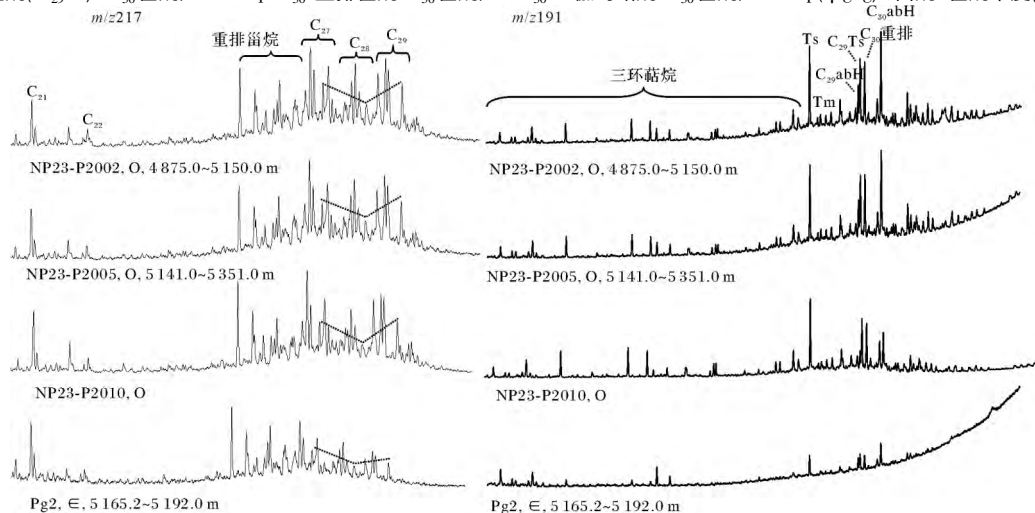 m/z217
m/z191
重排甾烷
C27
C28
C29
C21
C22
NP23-P2002, O, 4 875.0~5 150.0 m
NP23-P2005, O, 5 141.0~5 351.0 m
NP23-P2010, O
Pg2, ∈, 5 165.2~5 192.0 m
三环萜烷
Ts
Tm
C29abH
C29Ts
C30重排
C30abH
NP23-P2002, O, 4 875.0~5 150.0 m
NP23-P2005, O, 5 141.0~5 351.0 m
NP23-P2010, O
Pg2, ∈, 5 165.2~5 192.0 m